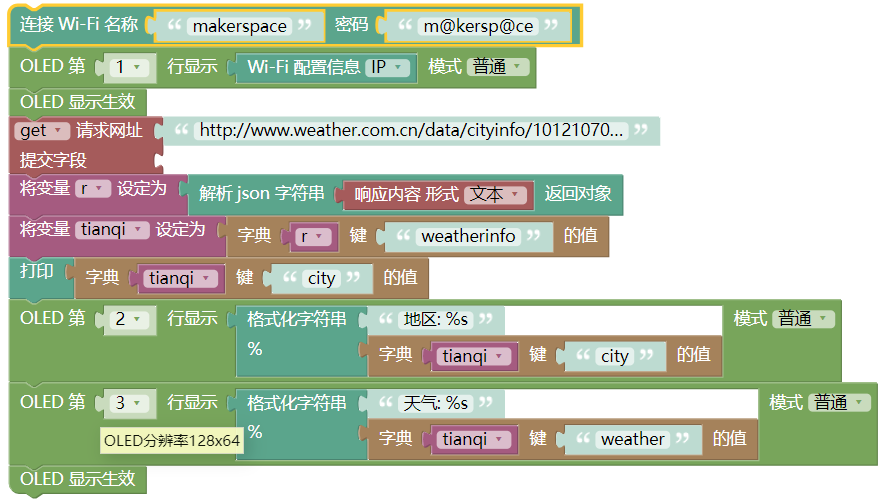 连接 Wi-Fi 名称 “ makerspace ” 密码 “ m@kersp@ce ”
OLED 第 1 行显示 Wi-Fi 配置信息 IP 模式 普通
OLED 显示生效
get 请求网址 “ http://www.weather.com.cn/data/cityinfo/10121070... ”
提交字段
将变量 r 设定为 解析 json 字符串 响应内容 形式 文本 返回对象
将变量 tianqi 设定为 字典 r 键 “ weatherinfo ” 的值
打印 字典 tianqi 键 “ city ” 的值
OLED 第 2 行显示 格式化字符串 “ 地区: %s ” 模式 普通
% 字典 tianqi 键 “ city ” 的值
OLED 第 3 行显示 格式化字符串 “ 天气: %s ” 模式 普通
% 字典 tianqi 键 “ weather ” 的值
OLED分辨率128x64
OLED 显示生效